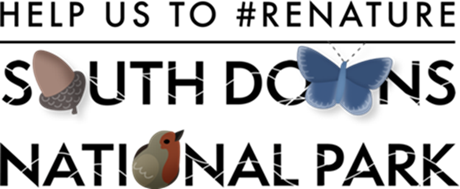 HELP US TO #RENATURE
SOUTH DOWNS
NATIONAL PARK